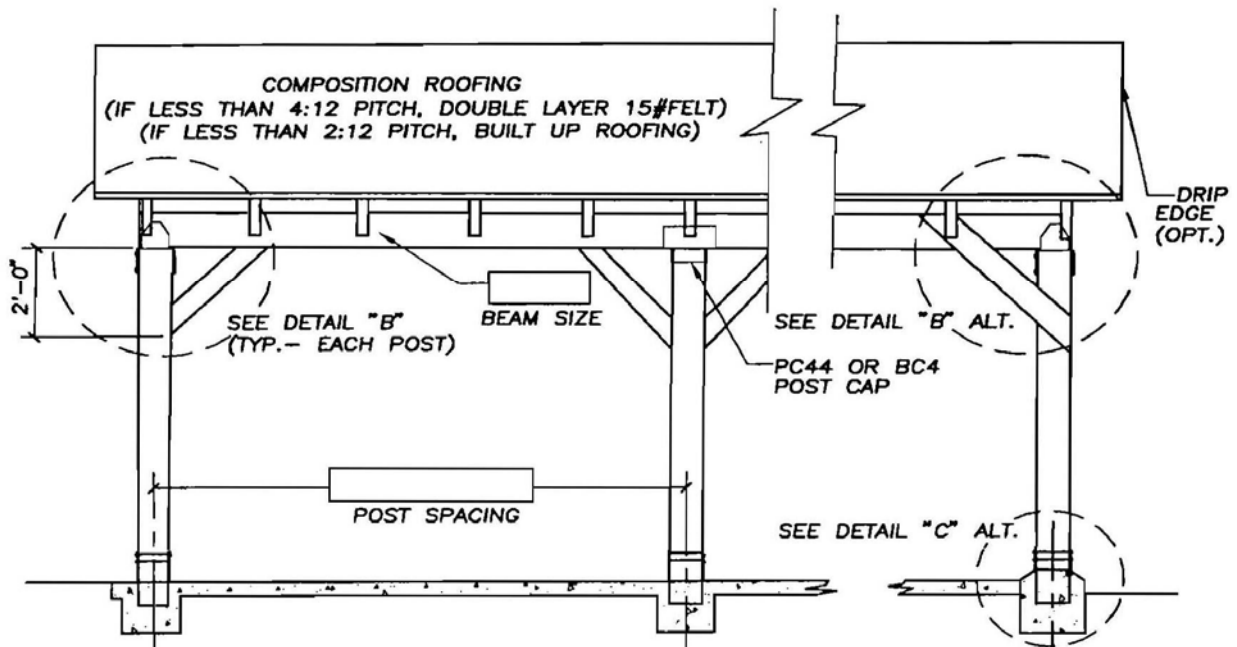 COMPOSITION ROOFING
(IF LESS THAN 4:12 PITCH, DOUBLE LAYER 15#FELT)
(IF LESS THAN 2:12 PITCH, BUILT UP ROOFING)
DRIP
EDGE
(OPT.)
2'-0"
SEE DETAIL "B"
(TYP.- EACH POST)
BEAM SIZE
SEE DETAIL "B" ALT.
PC44 OR BC4
POST CAP
POST SPACING
SEE DETAIL "C" ALT.